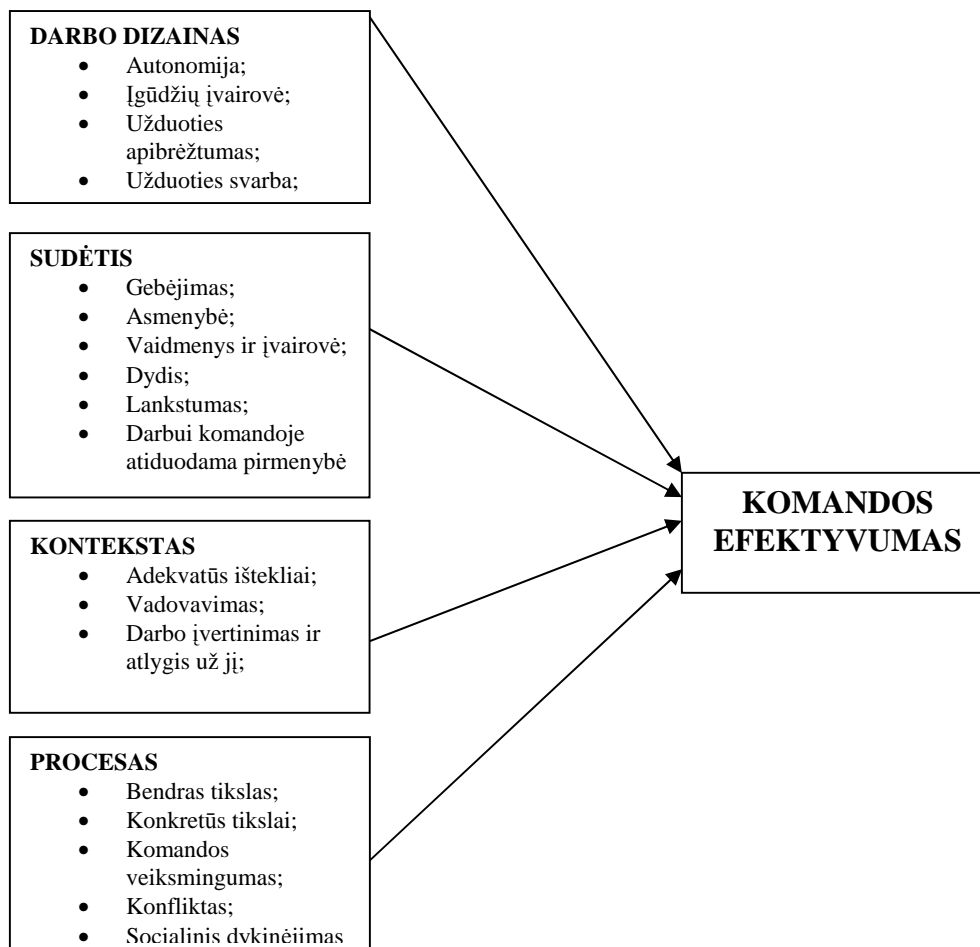 DARBO DIZAINAS
• Autonomija;
• Įgūdžių įvairovė;
• Užduoties
apibrėžtumas;
• Užduoties svarba;
SUDĖTIS
• Gebėjimas;
• Asmenybė;
• Vaidmenys ir įvairovė;
• Dydis;
• Lankstumas;
• Darbui komandoje
atiduodama pirmenybė
KONTEKSTAS
• Adekvatūs ištekliai;
• Vadovavimas;
• Darbo įvertinimas ir
atlygis už jį;
PROCESAS
• Bendras tikslas;
• Konkretūs tikslai;
• Komandos
veiksmingumas;
• Konfliktas;
• Socialinis dykinėjimas
KOMANDOS
EFEKTYVUMAS